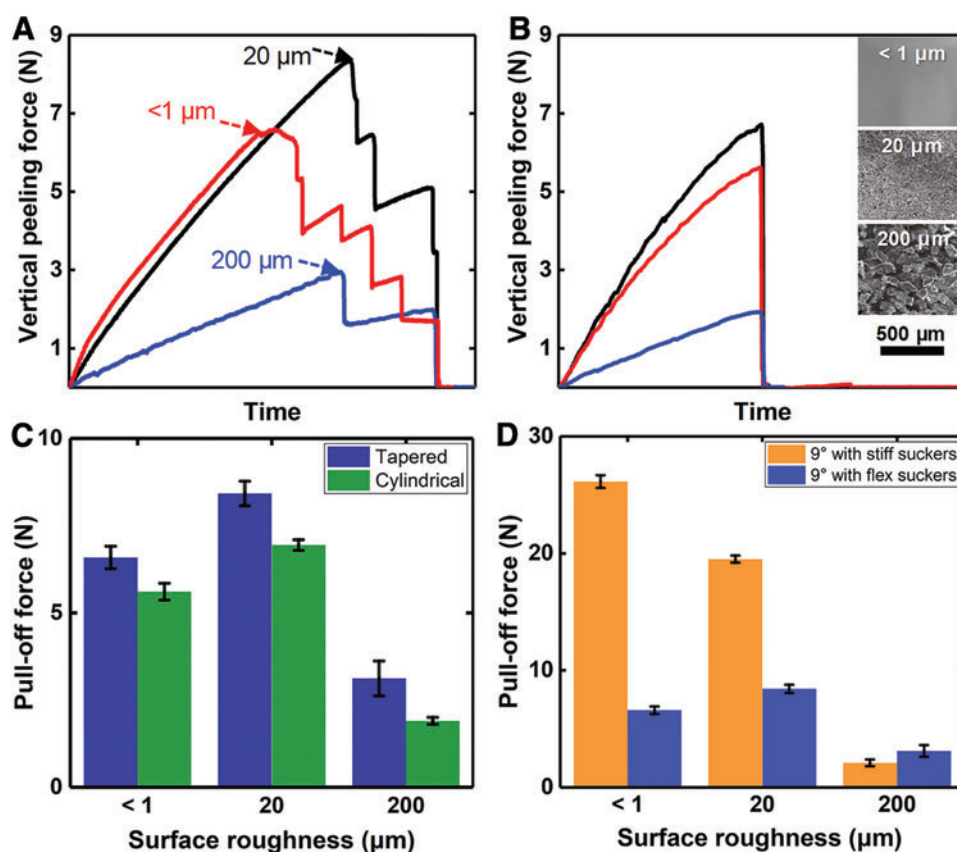 A
Vertical peeling force (N)
9
7
5
3
1
20 µm
<1 µm
200 µm
Time
B
Vertical peeling force (N)
9
7
5
3
1
< 1 µm
20 µm
200 µm
500 µm
Time
C
Pull-off force (N)
10
5
0
Tapered
Cylindrical
< 1
20
200
Surface roughness (µm)
D
Pull-off force (N)
30
20
10
0
9° with stiff suckers
9° with flex suckers
< 1
20
200
Surface roughness (µm)